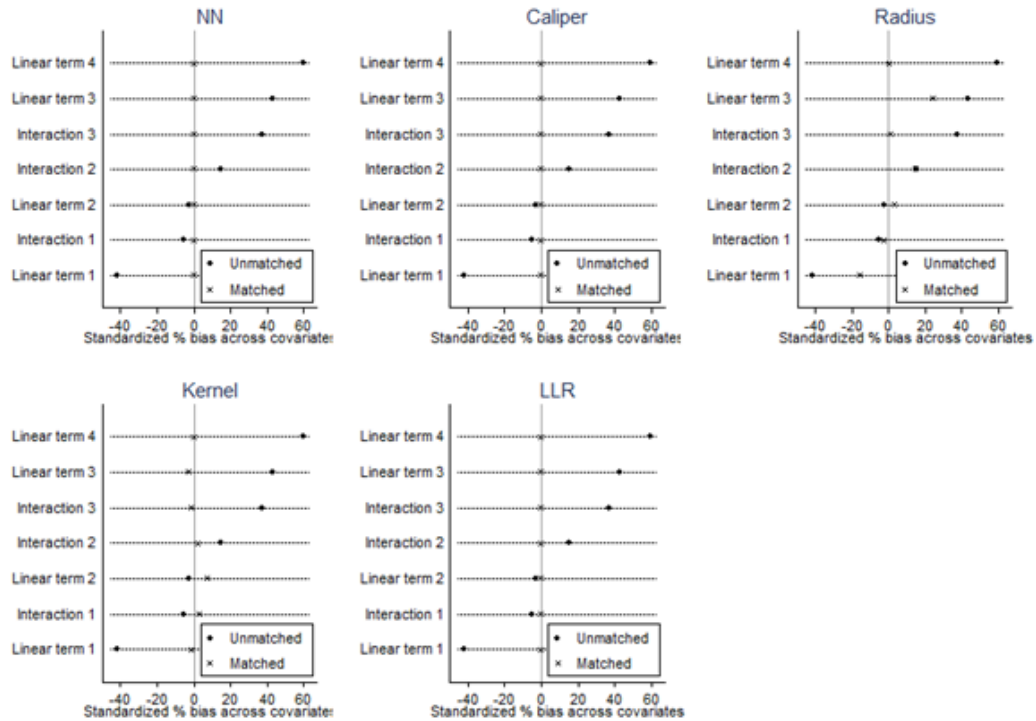 NN
Linear term 4
Linear term 3
Interaction 3
Interaction 2
Linear term 2
Interaction 1
Linear term 1
Unmatched
Matched
-40 -20 0 20 40 60
Standardized % bias across covariates
Caliper
Linear term 4
Linear term 3
Interaction 3
Interaction 2
Linear term 2
Interaction 1
Linear term 1
Unmatched
Matched
-40 -20 0 20 40 60
Standardized % bias across covariates
Radius
Linear term 4
Linear term 3
Interaction 3
Interaction 2
Linear term 2
Interaction 1
Linear term 1
Unmatched
Matched
-40 -20 0 20 40 60
Standardized % bias across covariates
Kernel
Linear term 4
Linear term 3
Interaction 3
Interaction 2
Linear term 2
Interaction 1
Linear term 1
Unmatched
Matched
-40 -20 0 20 40 60
Standardized % bias across covariates
LLR
Linear term 4
Linear term 3
Interaction 3
Interaction 2
Linear term 2
Interaction 1
Linear term 1
Unmatched
Matched
-40 -20 0 20 40 60
Standardized % bias across covariates